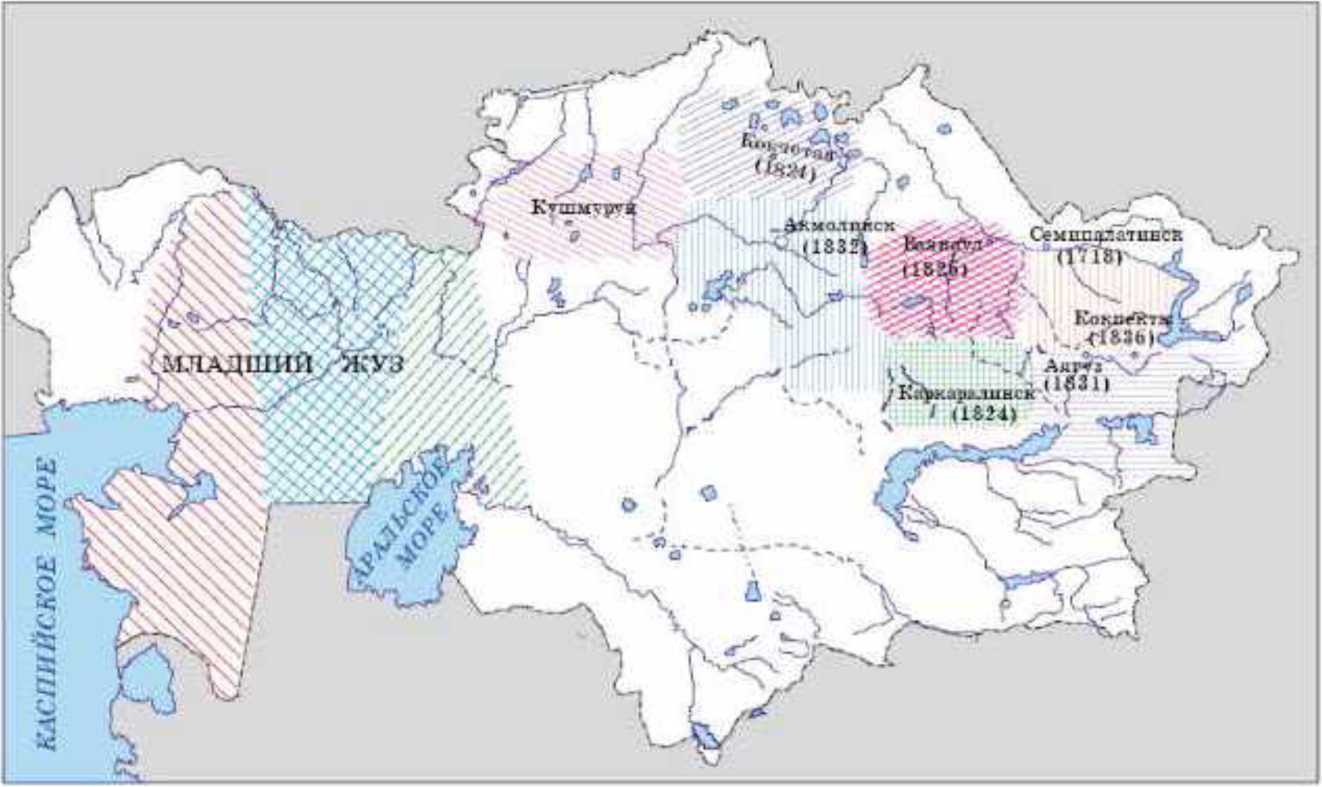 Кокчетав
(1824)
Кушмурун
Акмолинск
(1832)
Баянаул
(1826)
Семипалатинск
(1718)
Кокпекты
(1836)
Аягуз
(1831)
Каркаралинск
(1824)
МЛАДШИЙ ЖУЗ
АРАЛЬСКОЕ
МОРЕ
КАСПИЙСКОЕ МОРЕ